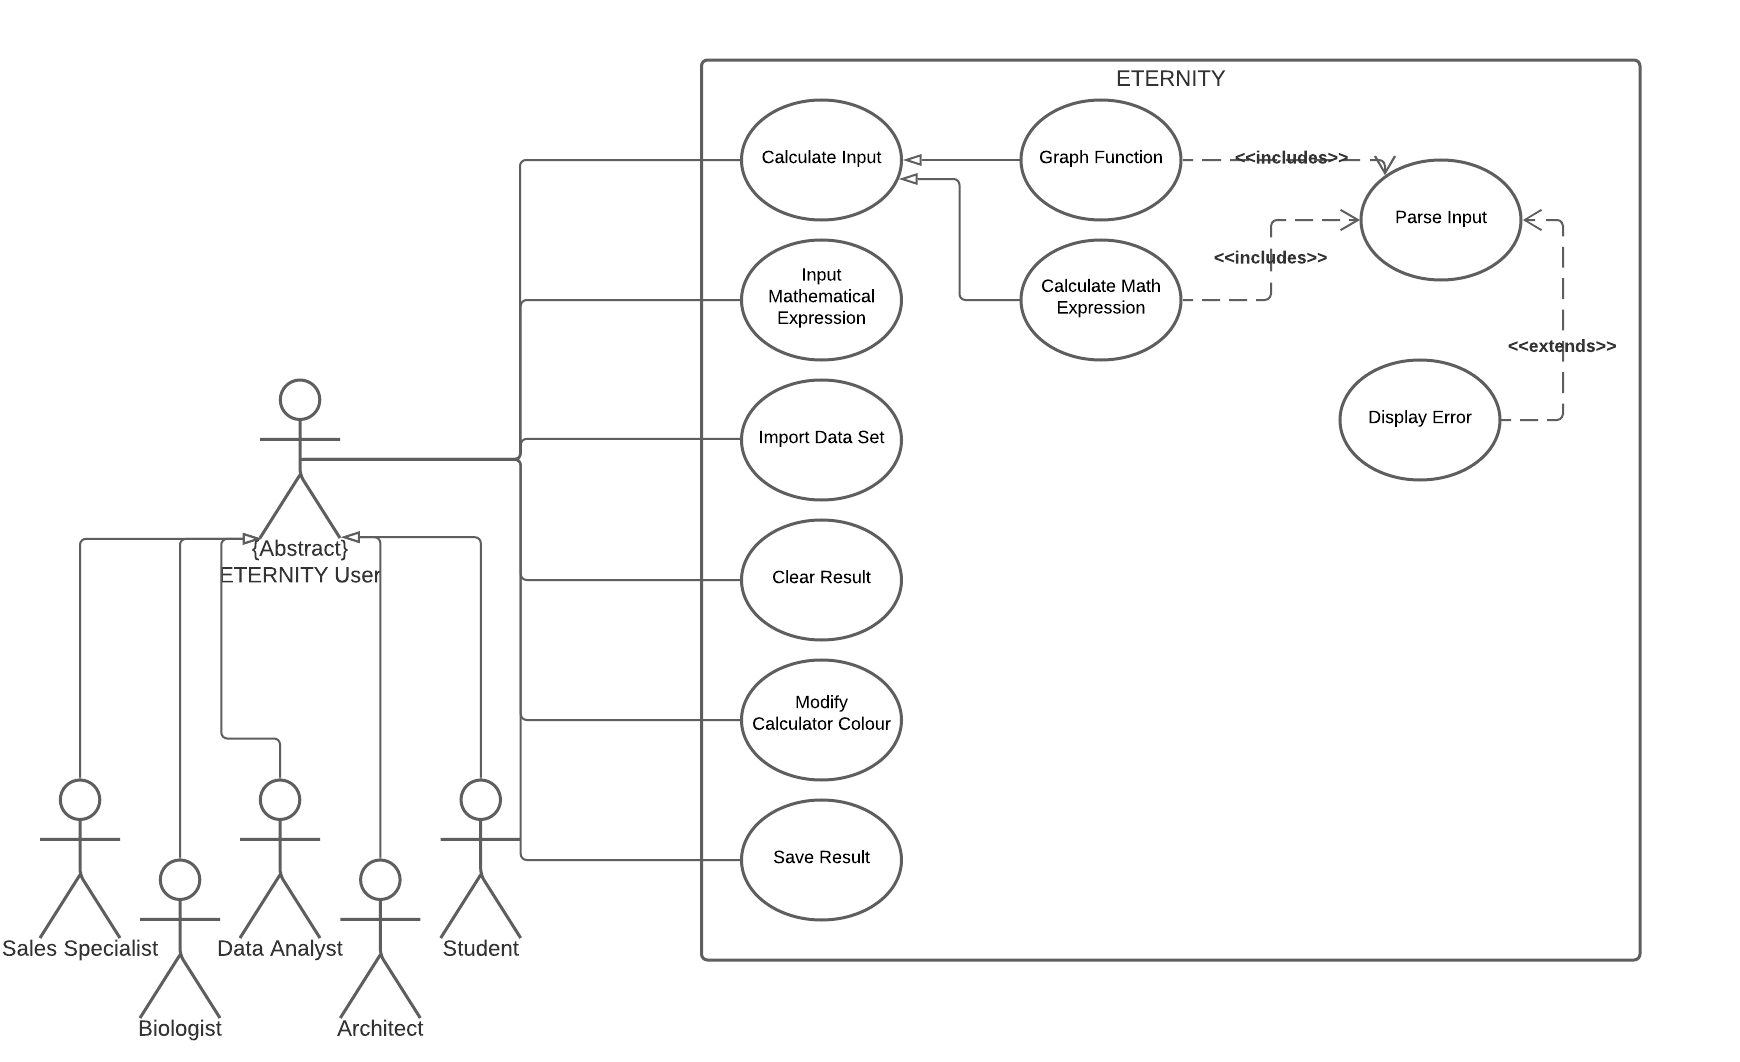 ETERNITY
Calculate Input
Graph Function
<<includes>>
Parse Input
<<includes>>
Input
Mathematical
Expression
Calculate Math
Expression
<<extends>>
Import Data Set
Display Error
{Abstract}
ETERNITY User
Clear Result
Modify
Calculator Colour
Save Result
Sales Specialist
Data Analyst
Student
Biologist
Architect